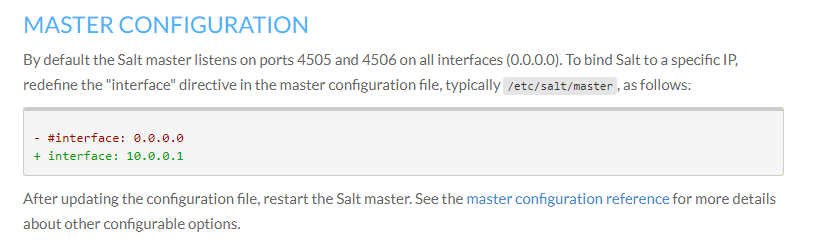 MASTER CONFIGURATION
By default the Salt master listens on ports 4505 and 4506 on all interfaces (0.0.0.0). To bind Salt to a specific IP,
redefine the "interface" directive in the master configuration file, typically /etc/salt/master , as follows:
- #interface: 0.0.0.0
+ interface: 10.0.0.1
After updating the configuration file, restart the Salt master. See the master configuration reference for more details
about other configurable options.